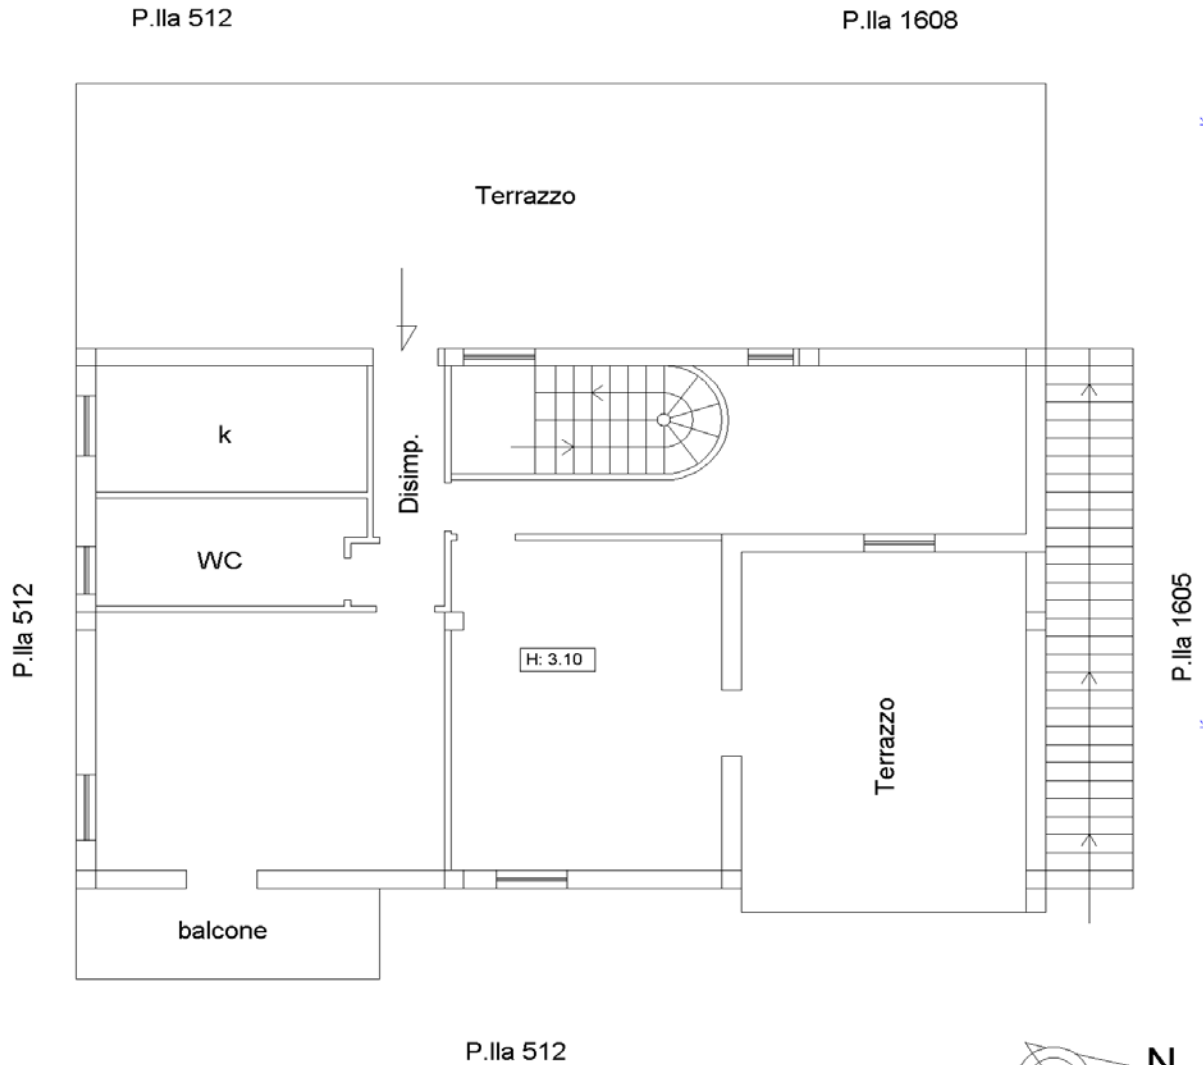 P.lla 512
P.lla 1608
Terrazzo
k
Disimp.
WC
P.lla 512
H: 3.10
P.lla 1605
Terrazzo
balcone
P.lla 512
N